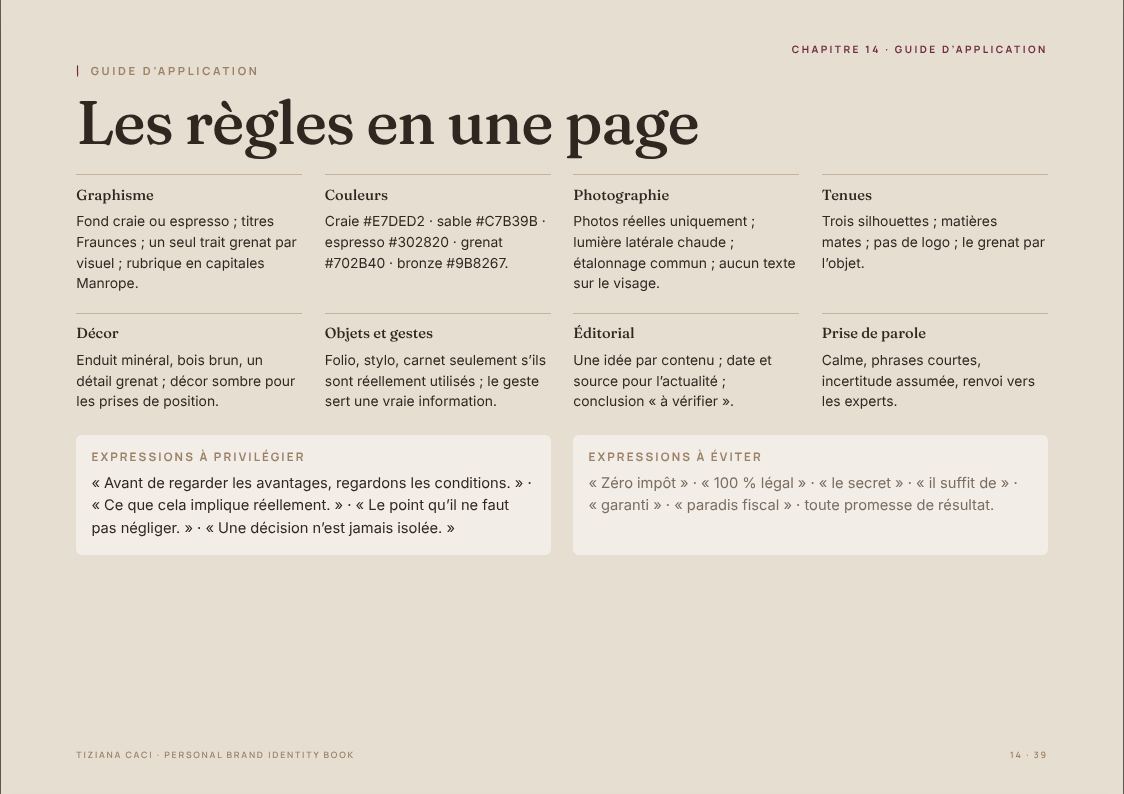 CHAPITRE 14 · GUIDE D'APPLICATION
GUIDE D'APPLICATION
Les règles en une page
Graphisme
Fond craie ou espresso ; titres
Fraunces ; un seul trait grenat par
visuel ; rubrique en capitales
Manrope.
Couleurs
Craie #E7DED2 · sable #C7B39B ·
espresso #302820 · grenat
#702B40 · bronze #9B8267.
Photographie
Photos réelles uniquement ;
lumière latérale chaude ;
étalonnage commun ; aucun texte
sur le visage.
Tenues
Trois silhouettes ; matières
mates ; pas de logo ; le grenat par
l’objet.
Décor
Enduit minéral, bois brun, un
détail grenat ; décor sombre pour
les prises de position.
Objets et gestes
Folio, stylo, carnet seulement s’ils
sont réellement utilisés ; le geste
sert une vraie information.
Éditorial
Une idée par contenu ; date et
source pour l’actualité ;
conclusion « à vérifier ».
Prise de parole
Calme, phrases courtes,
incertitude assumée, renvoi vers
les experts.
EXPRESSIONS À PRIVILÉGIER
« Avant de regarder les avantages, regardons les conditions. » ·
« Ce que cela implique réellement. » · « Le point qu’il ne faut
pas négliger. » · « Une décision n’est jamais isolée. »
EXPRESSIONS À ÉVITER
« Zéro impôt » · « 100 % légal » · « le secret » · « il suffit de » ·
« garanti » · « paradis fiscal » · toute promesse de résultat.
TIZIANA CACI · PERSONAL BRAND IDENTITY BOOK
14 · 39